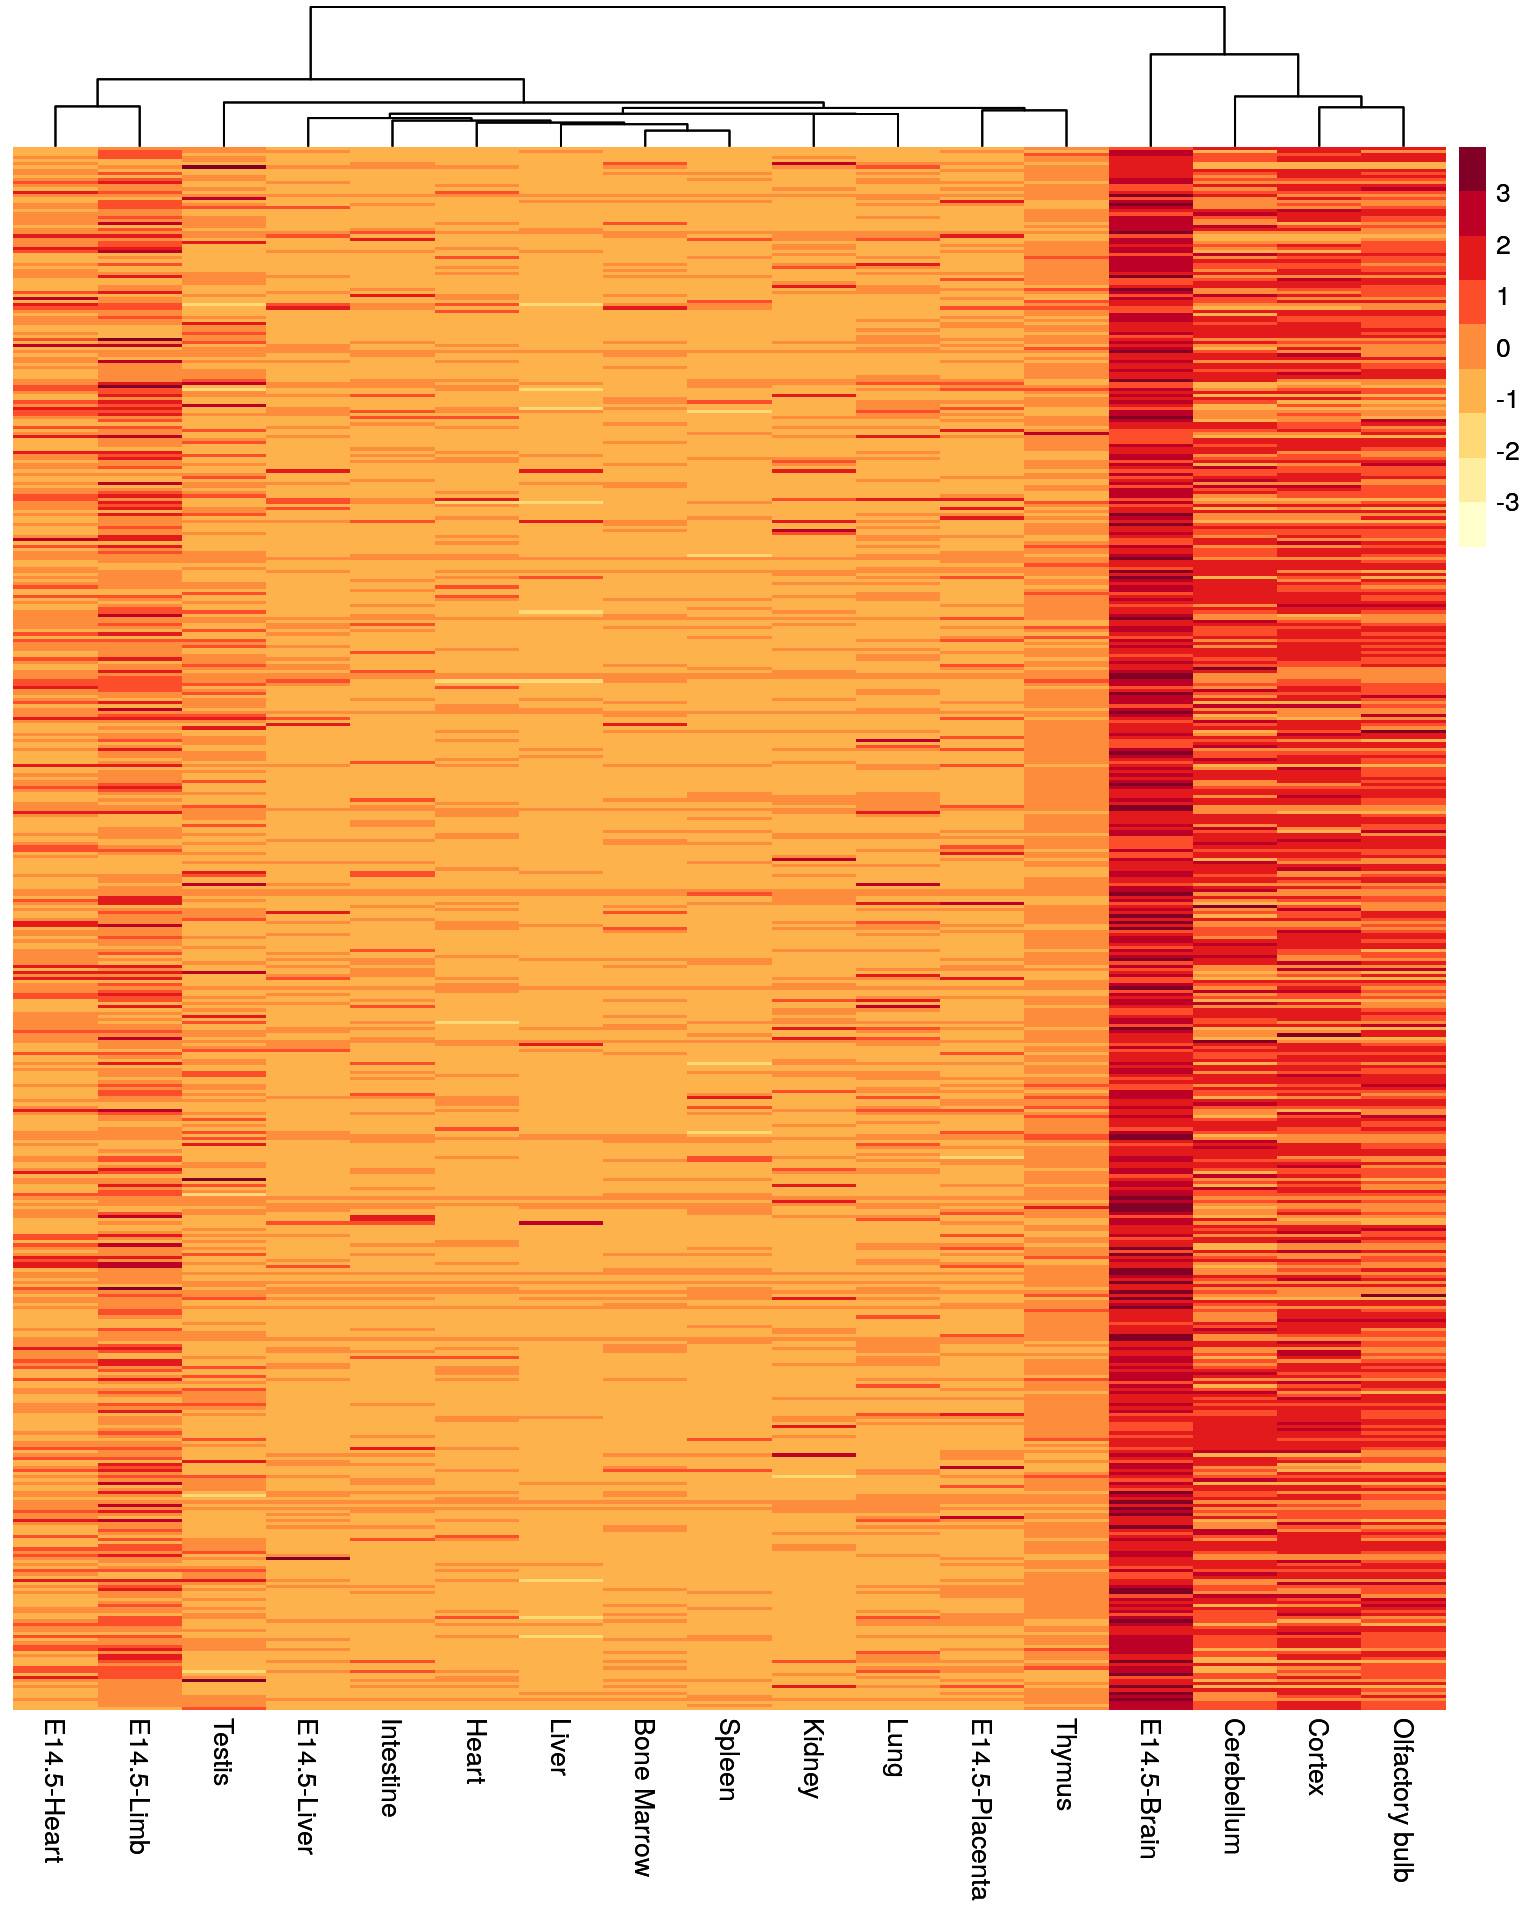 3
2
1
0
-1
-2
-3
E14.5-Heart
E14.5-Limb
Testis
E14.5-Liver
Intestine
Heart
Liver
Bone Marrow
Spleen
Kidney
Lung
E14.5-Placenta
Thymus
E14.5-Brain
Cerebellum
Cortex
Olfactory bulb